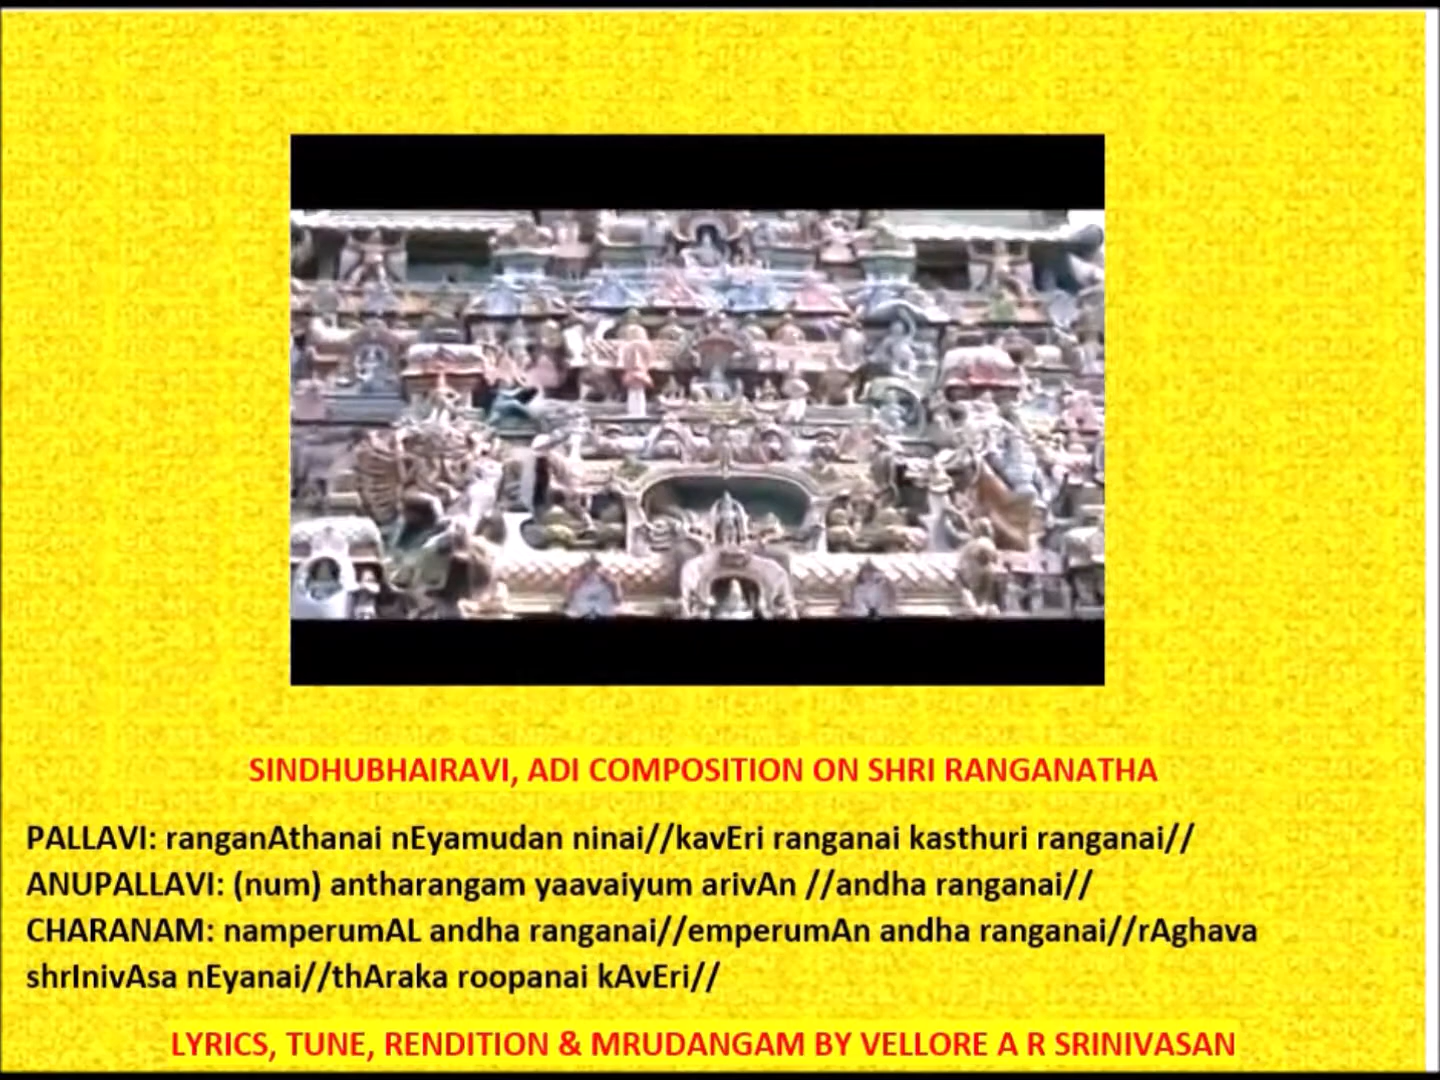 SINDHUBHAIRAVI, ADI COMPOSITION ON SHRI RANGANATHA
PALLAVI: ranganAthanai nEyamudan ninai//kavEri ranganai kasthuri ranganai//
ANUPALLAVI: (num) antharangam yaavaiyum arivAn //andha ranganai//
CHARANAM: namperumAL andha ranganai//emperumAn andha ranganai//rAghava
shrInivAsa nEyanai//thAraka roopanai kAvEri//
LYRICS, TUNE, RENDITION & MRUDANGAM BY VELLORE A R SRINIVASAN